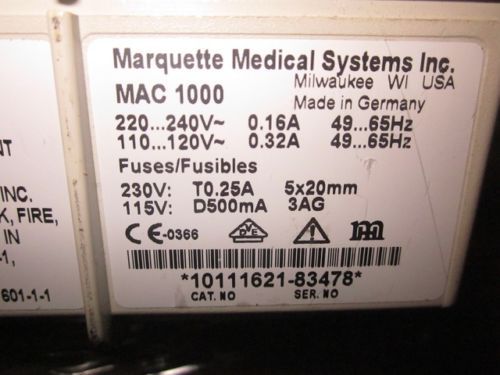 Marquette Medical Systems Inc.
Milwaukee WI USA
MAC 1000
Made in Germany
220...240V~ 0.16A 49...65Hz
110...120V~ 0.32A 49...65Hz
Fuses/Fusibles
230V: T0.25A 5x20mm
115V: D500mA 3AG
CE-0366
VDE
m
*10111621-83478*
CAT. NO SER. NO
NT
INC.
K, FIRE,
IN
-1,
601-1-1